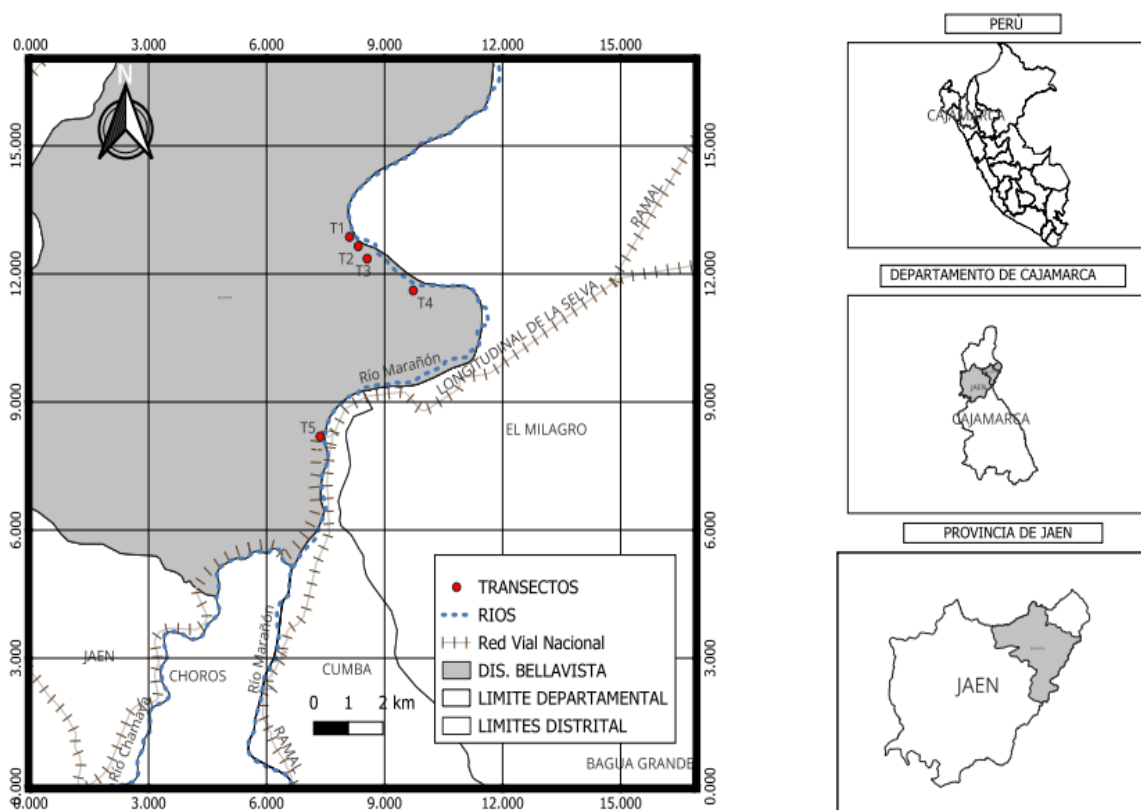 0.000 3.000 6.000 9.000 12.000 15.000
PERÚ
N
CAJAMARCA
15.000 15.000
RAMAL
T1
T2
T3
12.000 12.000
DEPARTAMENTO DE CAJAMARCA
T4
LONGITUDINAL DE LA SELVA
Río Marañón
JAEN
9.000 9.000
CAJAMARCA
T5
EL MILAGRO
6.000 6.000
PROVINCIA DE JAEN
TRANSECTOS
RIOS
Red Vial Nacional
DIS. BELLAVISTA
LIMITE DEPARTAMENTAL
LIMITES DISTRITAL
Río Marañón
3.000 3.000
JAEN
CHOROS
CUMBA
0 1 2 km
JAEN
Río Chamaya
RAMAL
BAGUA GRANDE
0.000 0.000
0.000 3.000 6.000 9.000 12.000 15.000